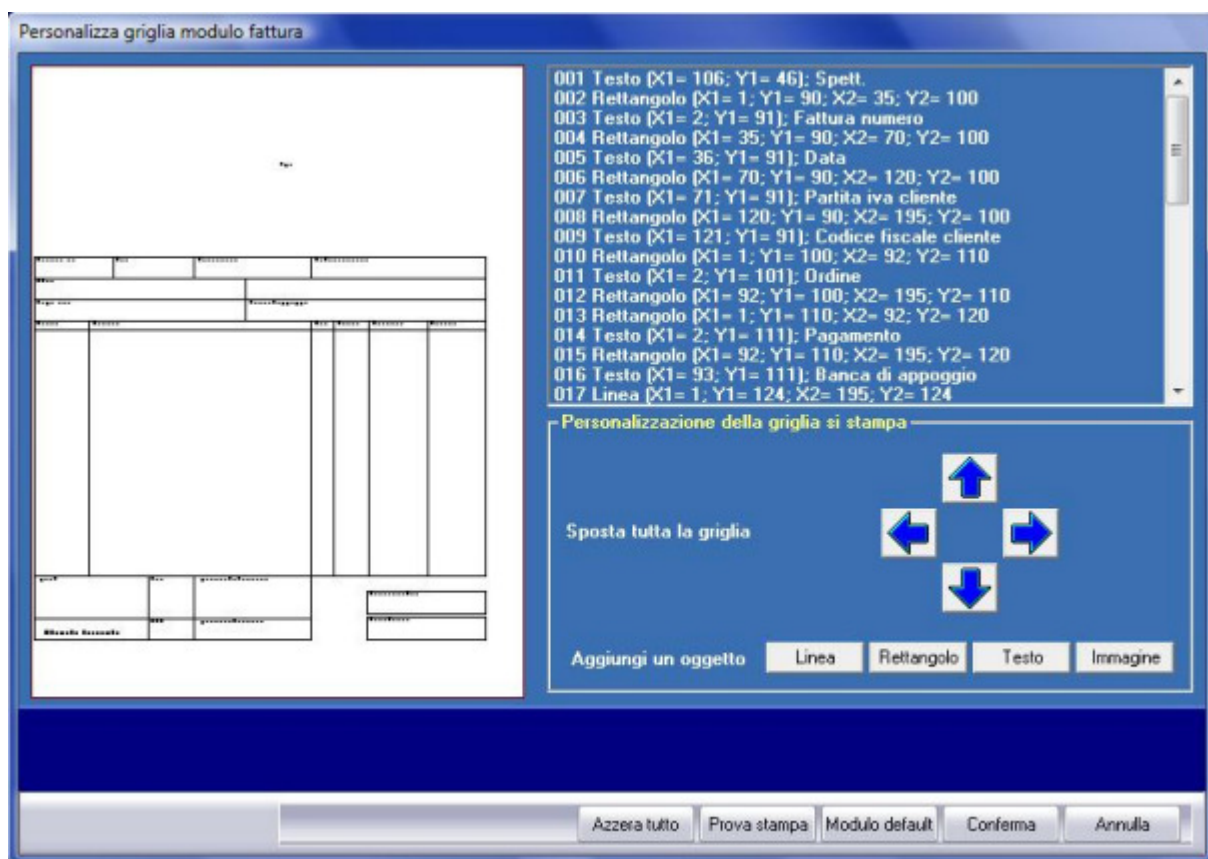 Personalizza griglia modulo fattura
001 Testo (X1= 106; Y1= 46); Spett.
002 Rettangolo (X1= 1; Y1= 90; X2= 35; Y2= 100
003 Testo (X1= 2; Y1= 91); Fattura numero
004 Rettangolo (X1= 35; Y1= 90; X2= 70; Y2= 100
005 Testo (X1= 36; Y1= 91); Data
006 Rettangolo (X1= 70; Y1= 90; X2= 120; Y2= 100
007 Testo (X1= 71; Y1= 91); Partita iva cliente
008 Rettangolo (X1= 120; Y1= 90; X2= 195; Y2= 100
009 Testo (X1= 121; Y1= 91); Codice fiscale cliente
010 Rettangolo (X1= 1; Y1= 100; X2= 92; Y2= 110
011 Testo (X1= 2; Y1= 101); Ordine
012 Rettangolo (X1= 92; Y1= 100; X2= 195; Y2= 110
013 Rettangolo (X1= 1; Y1= 110; X2= 92; Y2= 120
014 Testo (X1= 2; Y1= 111); Pagamento
015 Rettangolo (X1= 92; Y1= 110; X2= 195; Y2= 120
016 Testo (X1= 93; Y1= 111); Banca di appoggio
017 Linea (X1= 1; Y1= 124; X2= 195; Y2= 124
Personalizzazione della griglia si stampa
Sposta tutta la griglia
Aggiungi un oggetto Linea Rettangolo Testo Immagine
Azzera tutto Prova stampa Modulo default Conferma Annulla